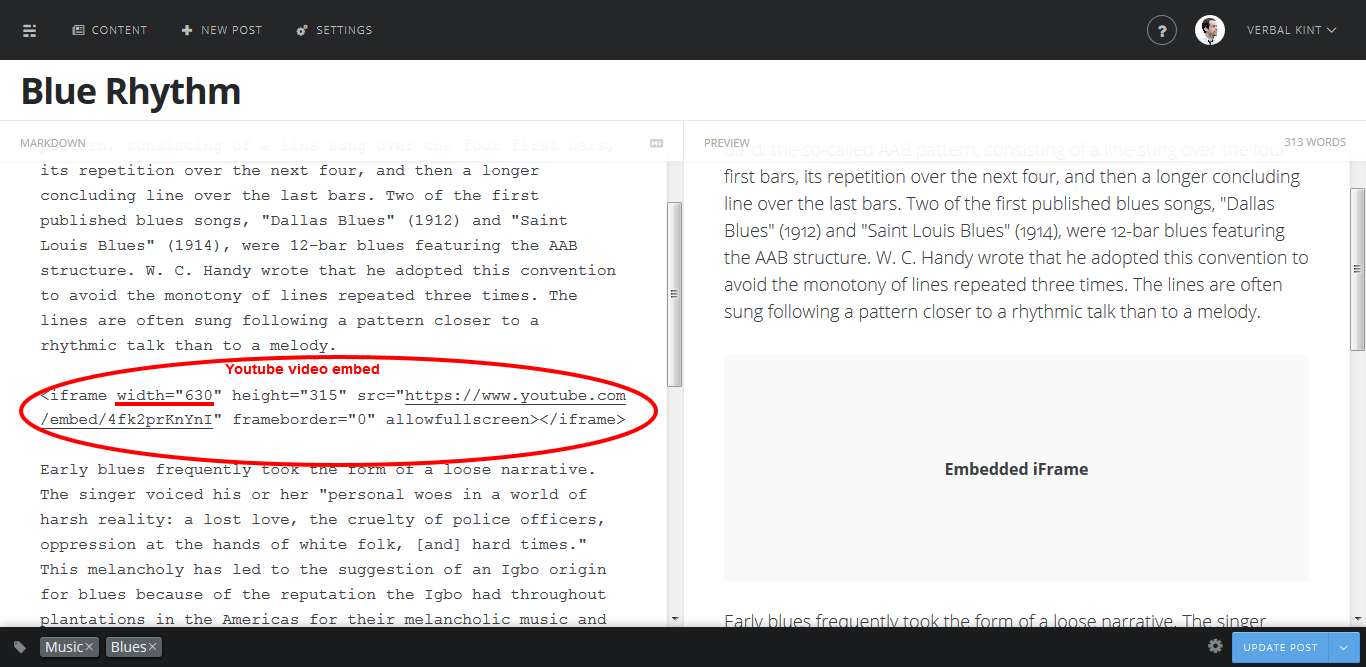 CONTENT NEW POST SETTINGS ? VERBAL KINT
Blue Rhythm
MARKDOWN
pattern, consisting of a line sung over the four first bars,
its repetition over the next four, and then a longer
concluding line over the last bars. Two of the first
published blues songs, "Dallas Blues" (1912) and "Saint
Louis Blues" (1914), were 12-bar blues featuring the AAB
structure. W. C. Handy wrote that he adopted this convention
to avoid the monotony of lines repeated three times. The
lines are often sung following a pattern closer to a
rhythmic talk than to a melody.
Youtube video embed
<iframe width="630" height="315" src="https://www.youtube.com
/embed/4fk2prKnYnI" frameborder="0" allowfullscreen></iframe>
Early blues frequently took the form of a loose narrative.
The singer voiced his or her "personal woes in a world of
harsh reality: a lost love, the cruelty of police officers,
oppression at the hands of white folk, [and] hard times."
This melancholy has led to the suggestion of an Igbo origin
for blues because of the reputation the Igbo had throughout
plantations in the Americas for their melancholic music and
PREVIEW 313 WORDS
dard: the so-called AAB pattern, consisting of a line sung over the four
first bars, its repetition over the next four, and then a longer concluding
line over the last bars. Two of the first published blues songs, "Dallas
Blues" (1912) and "Saint Louis Blues" (1914), were 12-bar blues featuring
the AAB structure. W. C. Handy wrote that he adopted this convention to
avoid the monotony of lines repeated three times. The lines are often
sung following a pattern closer to a rhythmic talk than to a melody.
Embedded iFrame
Early blues frequently took the form of a loose narrative. The singer
Music× Blues× UPDATE POST